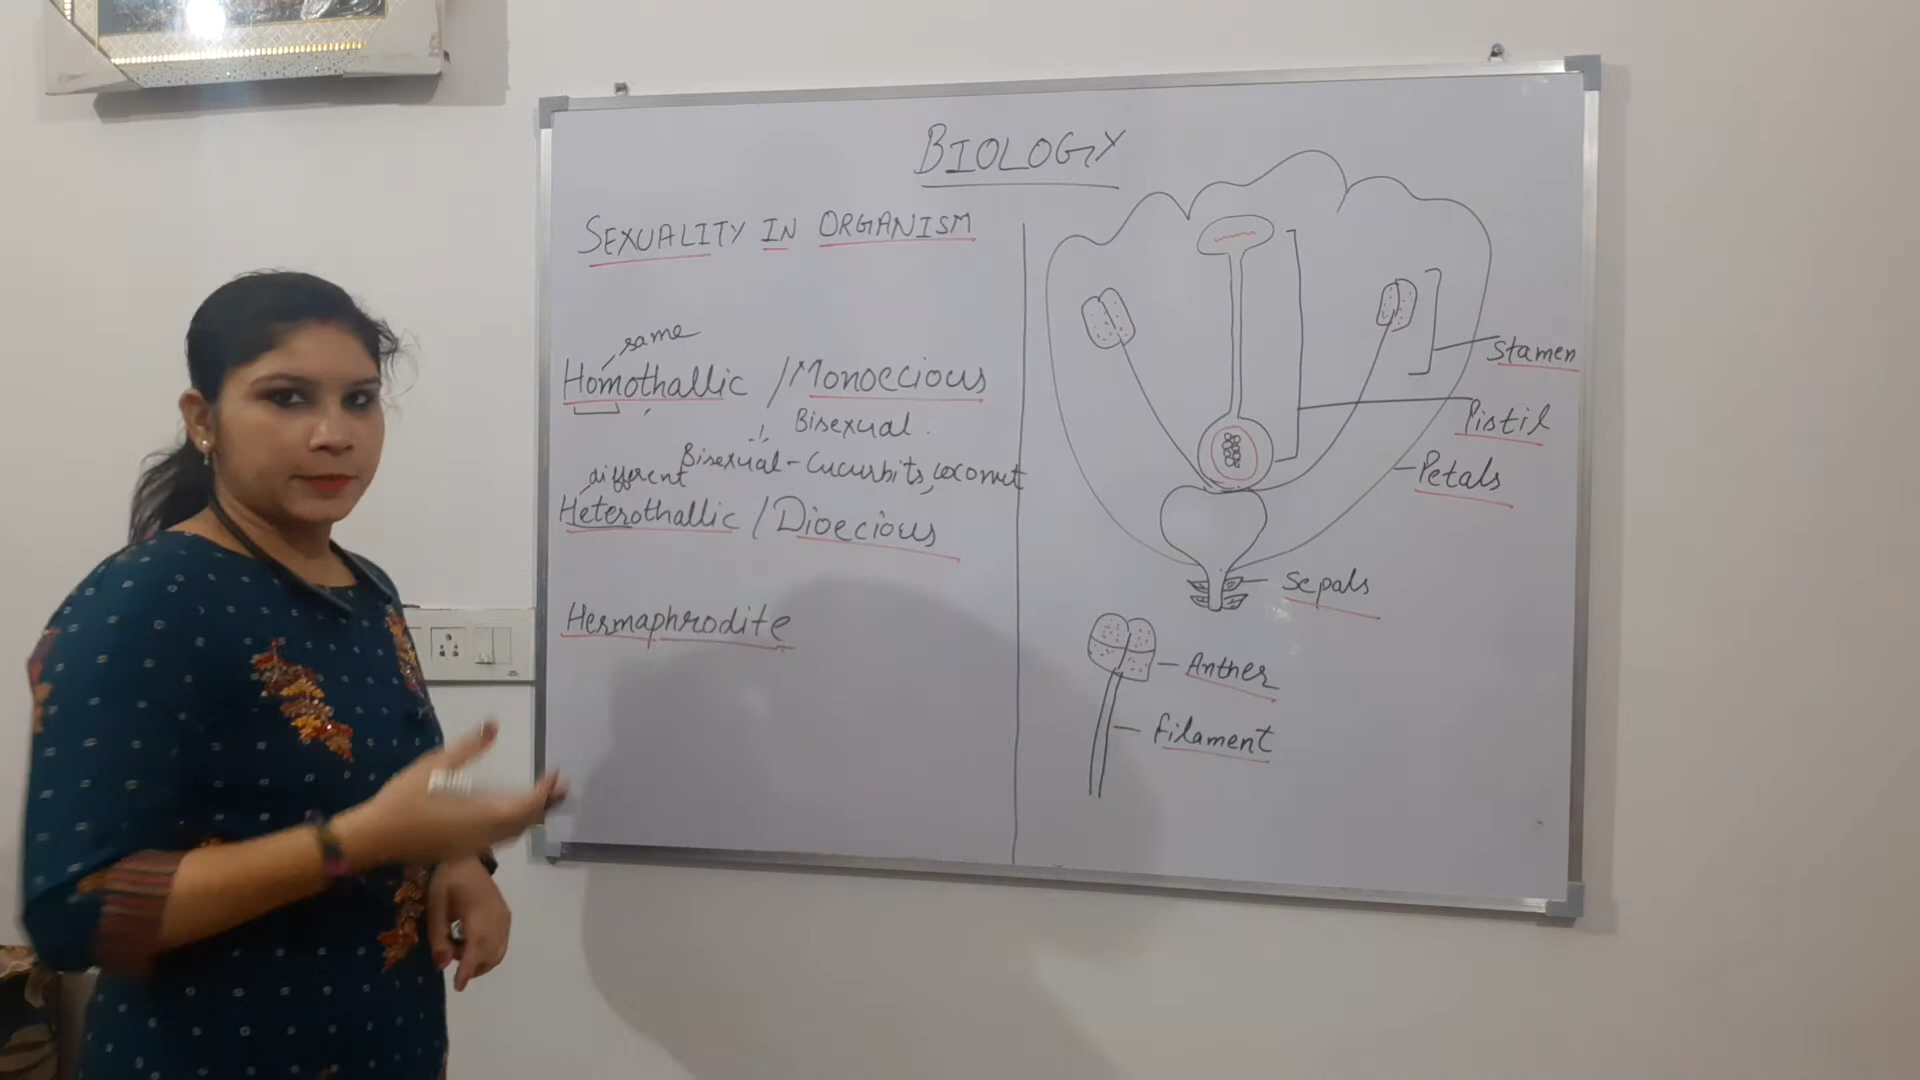 BIOLOGY
SEXUALITY IN ORGANISM
same
Homothallic / Monoecious
Bisexual
Bisexual - Cucurbits, coconut
different
Heterothallic / Dioecious
Hermaphrodite
Stamen
Pistil
Petals
Sepals
Anther
filament